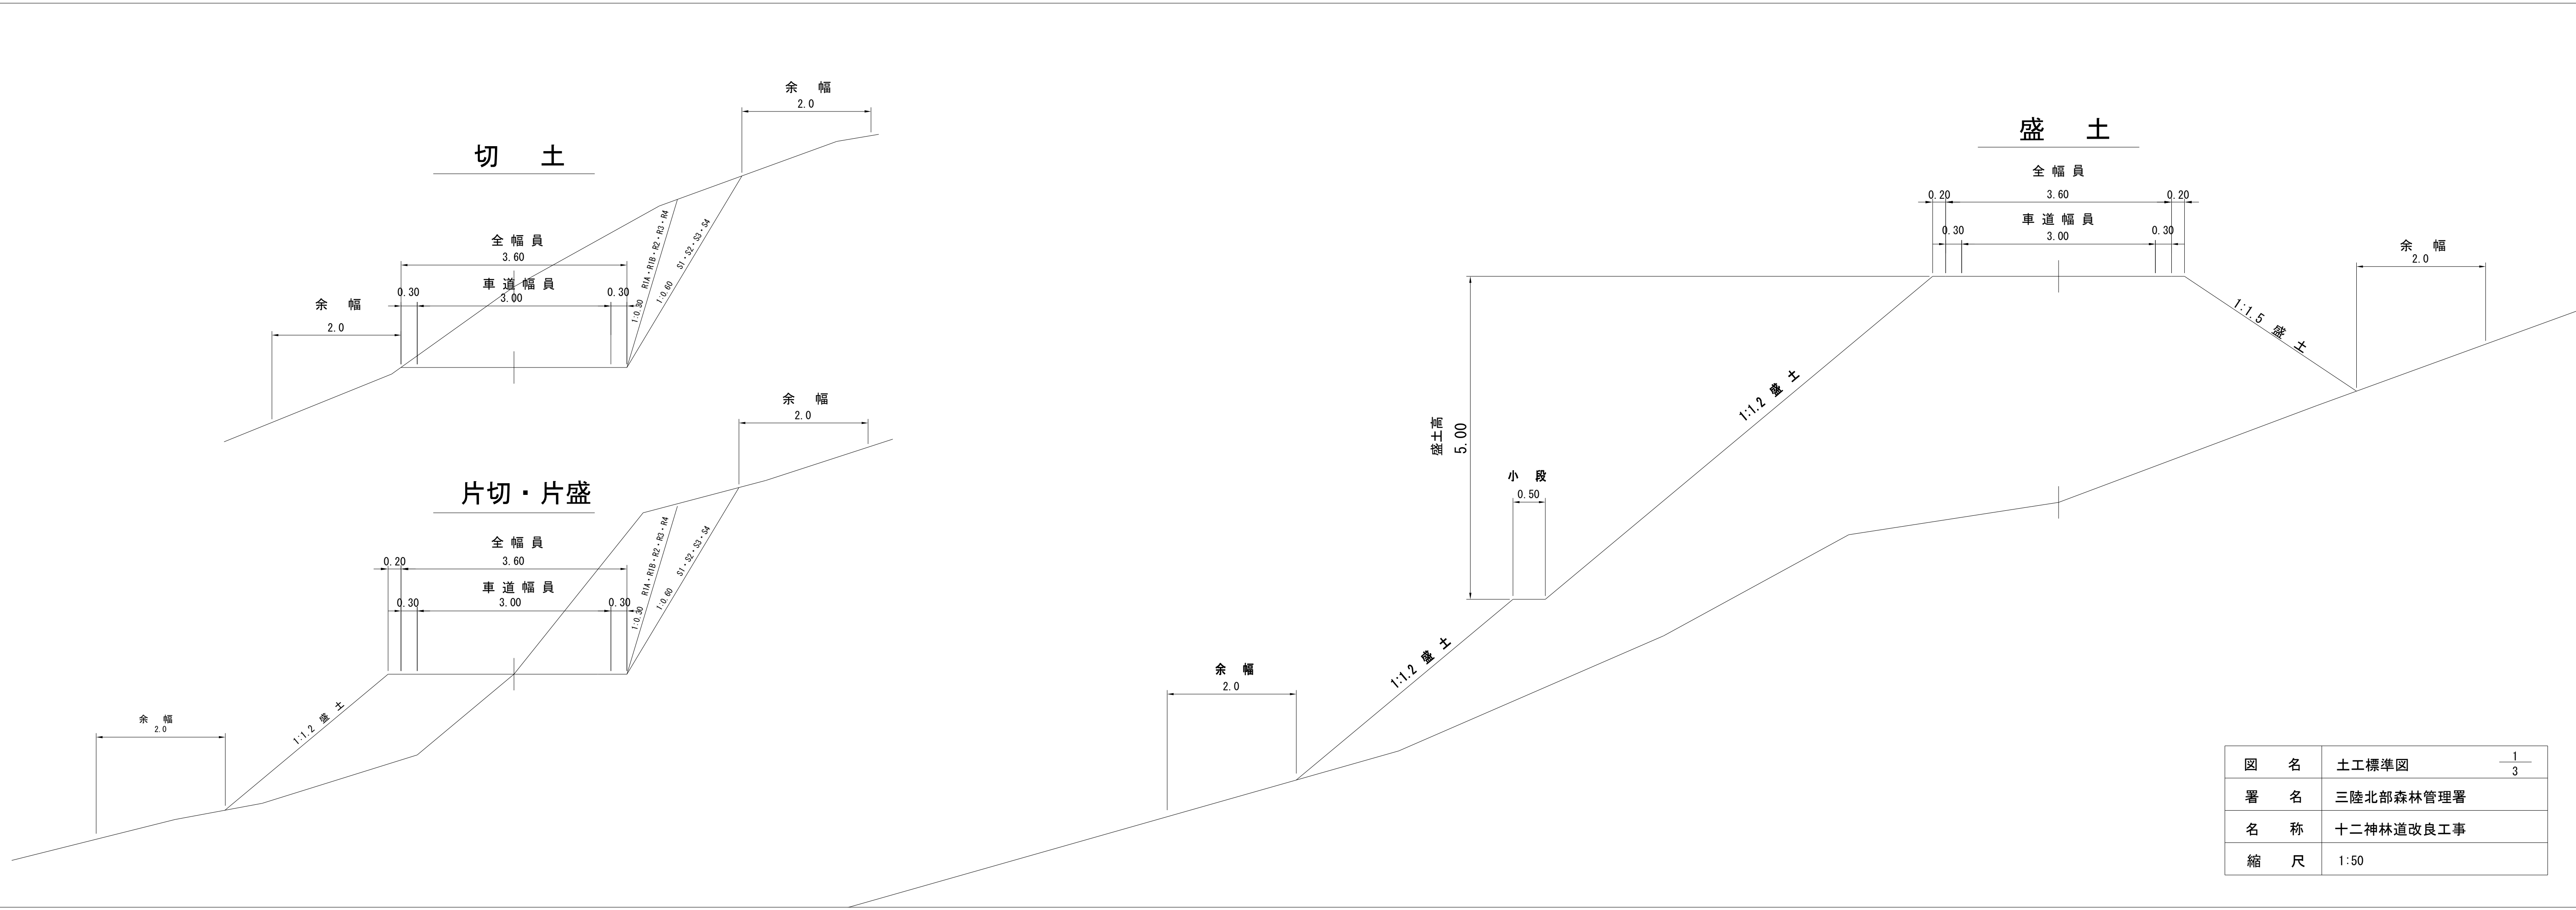 切 土
余 幅
2.0
全 幅 員
3.60
車 道 幅 員
0.30 3.00 0.30
余 幅
2.0
1:0.30 R1A・R1B・R2・R3・R4
1:0.60 S1・S2・S3・S4
片切・片盛
余 幅
2.0
全 幅 員
0.20 3.60
車 道 幅 員
0.30 3.00 0.30
1:0.30 R1A・R1B・R2・R3・R4
1:0.60 S1・S2・S3・S4
余 幅
2.0
1:1.2 盛 土
盛 土
全 幅 員
0.20 3.60 0.20
車 道 幅 員
0.30 3.00 0.30
余 幅
2.0
1:1.5 盛 土
1:1.2 盛 土
盛土高
5.00
小 段
0.50
1:1.2 盛 土
余 幅
2.0
図 名 土工標準図 1/3
署 名 三陸北部森林管理署
名 称 十二神林道改良工事
縮 尺 1:50